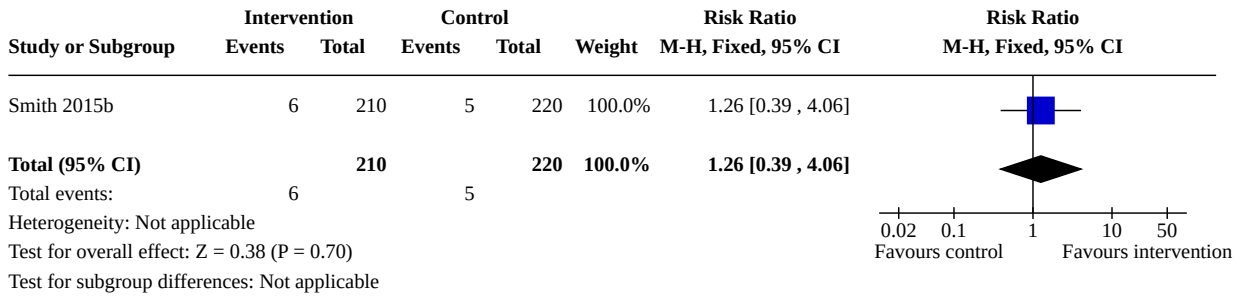 Intervention Control Risk Ratio Risk Ratio
Study or Subgroup Events Total Events Total Weight M-H, Fixed, 95% CI M-H, Fixed, 95% CI
Smith 2015b 6 210 5 220 100.0% 1.26 [0.39 , 4.06]
Total (95% CI) 210 220 100.0% 1.26 [0.39 , 4.06]
Total events: 6 5
Heterogeneity: Not applicable
0.02 0.1 1 10 50
Test for overall effect: Z = 0.38 (P = 0.70)
Favours control Favours intervention
Test for subgroup differences: Not applicable